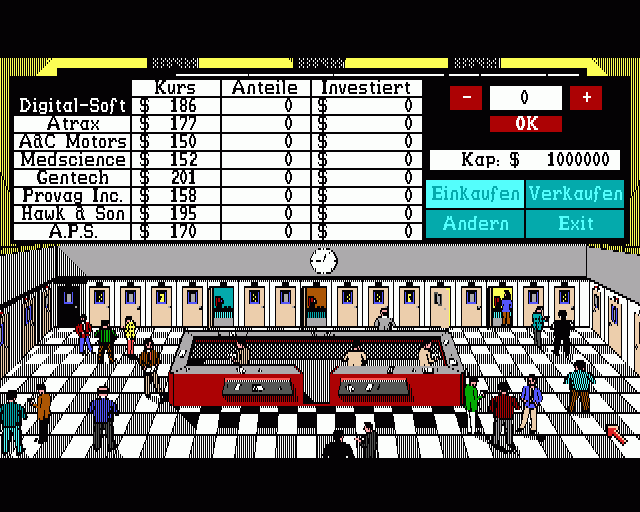 Kurs Anteile Investiert
Digital-Soft $ 186 0 $ 0
Atrax $ 177 0 $ 0
A&C Motors $ 150 0 $ 0
Medscience $ 152 0 $ 0
Gentech $ 201 0 $ 0
Provag Inc. $ 158 0 $ 0
Hawk & Son $ 195 0 $ 0
A.P.S. $ 170 0 $ 0
- 0 +
OK
Kap: $ 1000000
Einkaufen Verkaufen
Andern Exit